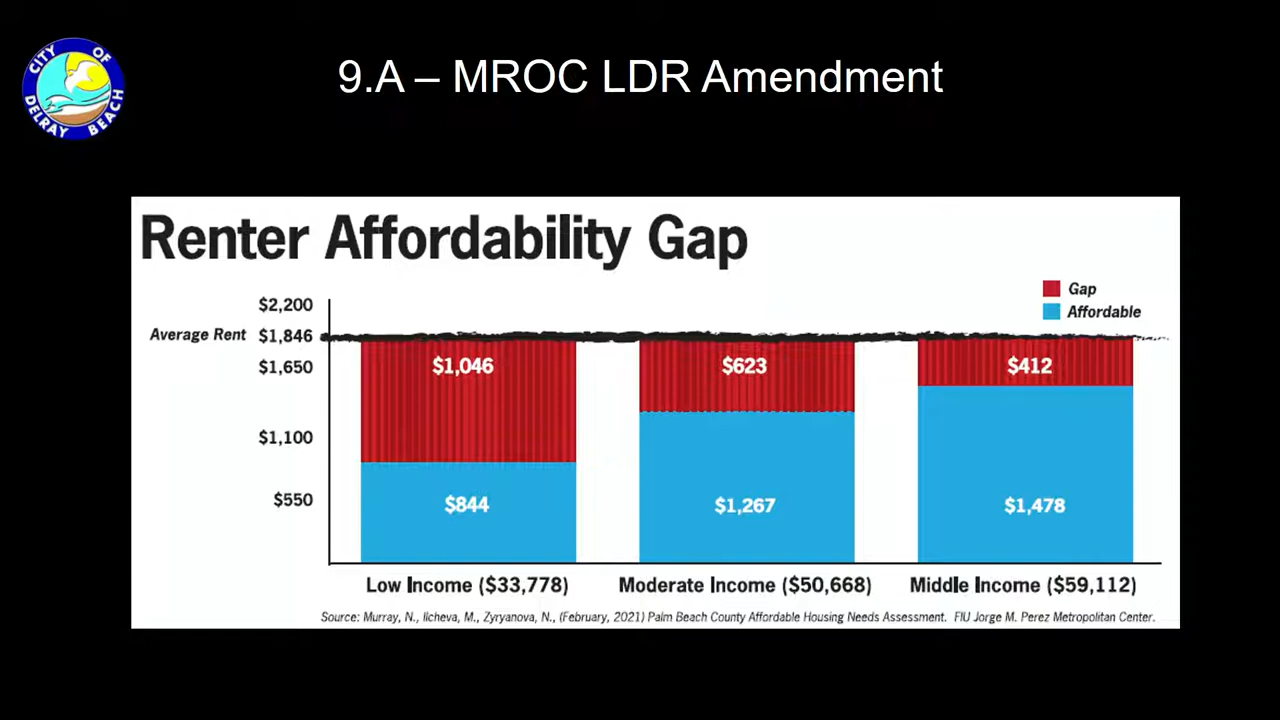 CITY OF
DELRAY BEACH
9.A – MROC LDR Amendment
Renter Affordability Gap
Gap
Affordable
$2,200
Average Rent $1,846
$1,650
$1,100
$550
$1,046
$623
$412
$844
$1,267
$1,478
Low Income ($33,778)
Moderate Income ($50,668)
Middle Income ($59,112)
Source: Murray, N., Ilcheva, M., Zyryanova, N., (February, 2021) Palm Beach County Affordable Housing Needs Assessment. FIU Jorge M. Perez Metropolitan Center.